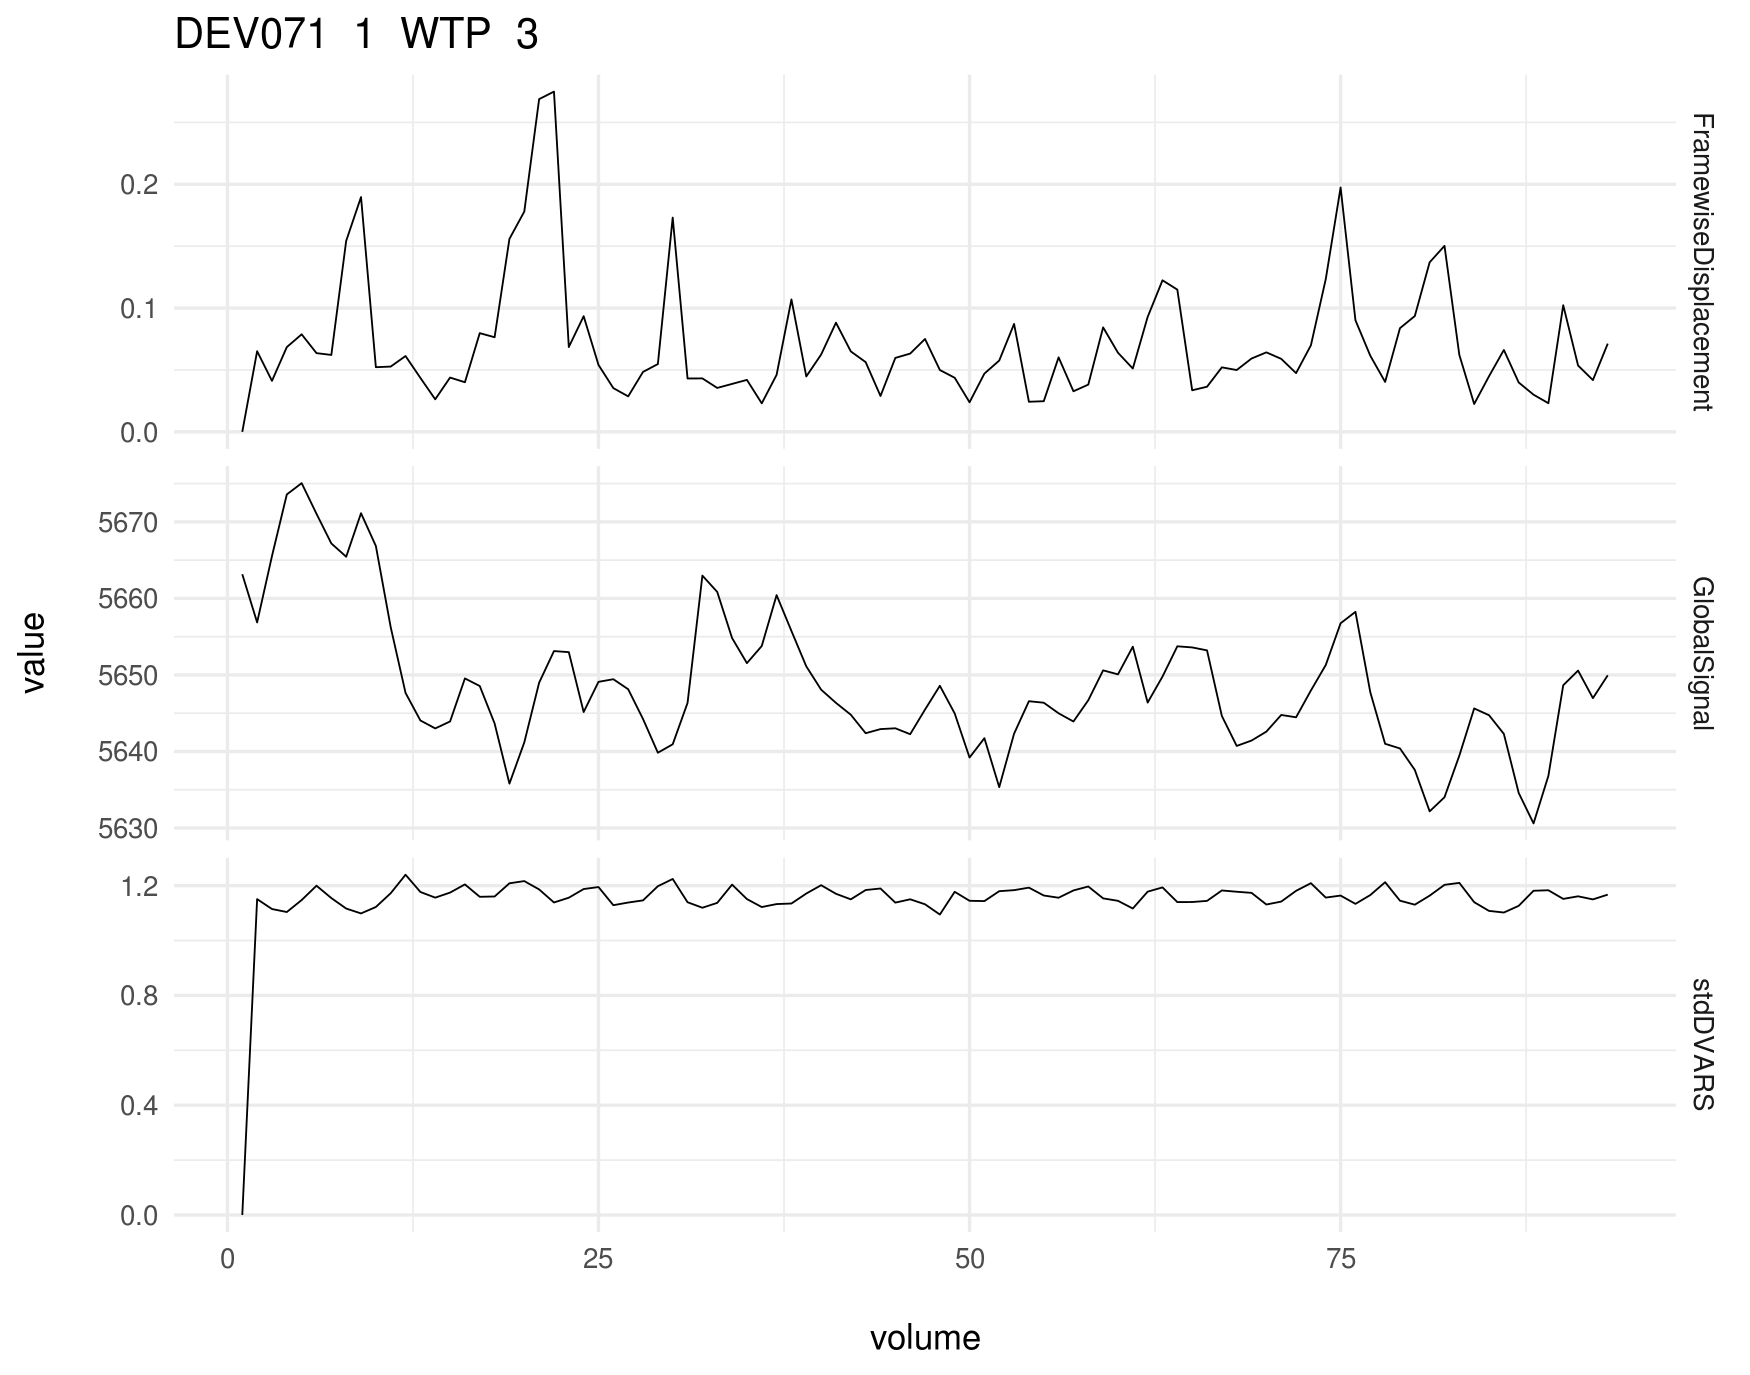 DEV071 1 WTP 3
0.2
0.1
0.0
FramewiseDisplacement
5670
5660
5650
5640
5630
GlobalSignal
value
1.2
0.8
0.4
0.0
stdDVARS
0 25 50 75
volume